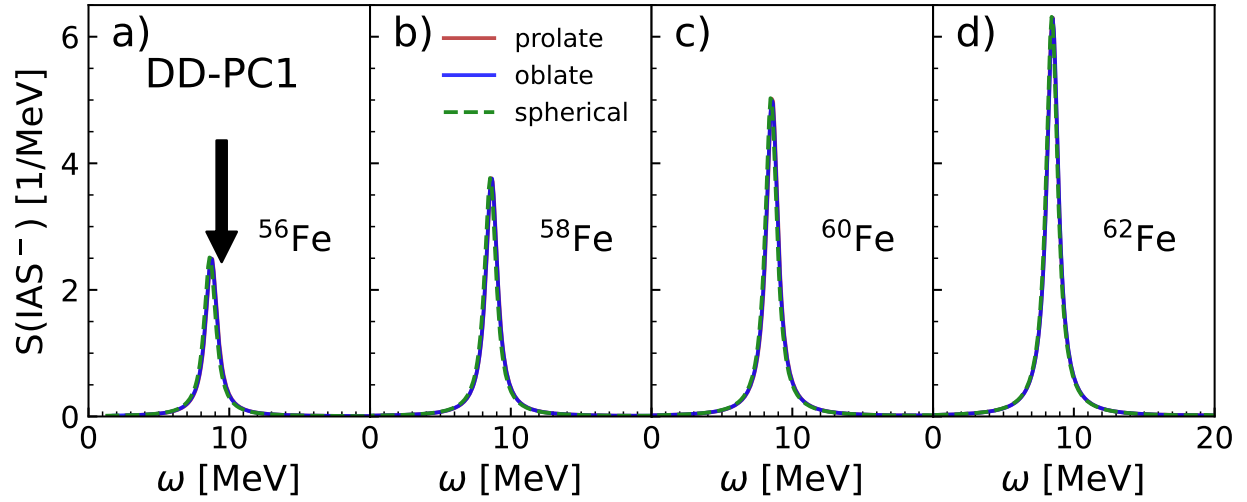 a)
DD-PC1
⁵⁶Fe
b)
prolate
oblate
spherical
⁵⁸Fe
c)
⁶⁰Fe
d)
⁶²Fe
S(IAS⁻) [1/MeV]
6
4
2
0
0 10 0 10 0 10 0 10 20
ω [MeV] ω [MeV] ω [MeV] ω [MeV]